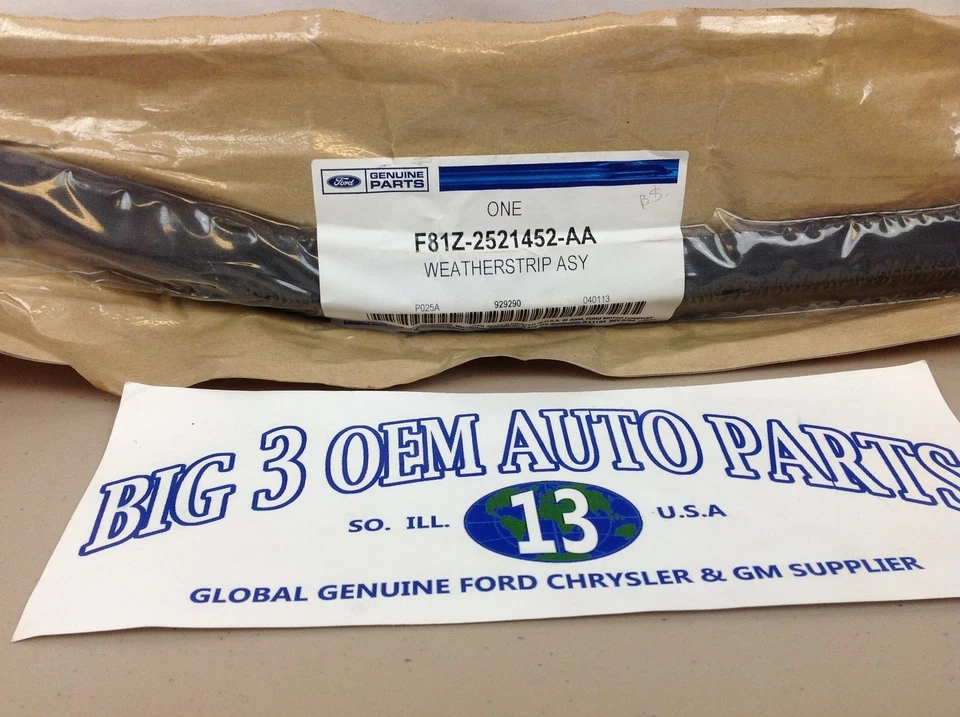 Ford GENUINE PARTS
ONE
F81Z-2521452-AA
WEATHERSTRIP ASY
P025A 929290 040113
BIG 3 OEM AUTO PARTS
SO. ILL. 13 U.S.A
GLOBAL GENUINE FORD CHRYSLER & GM SUPPLIER